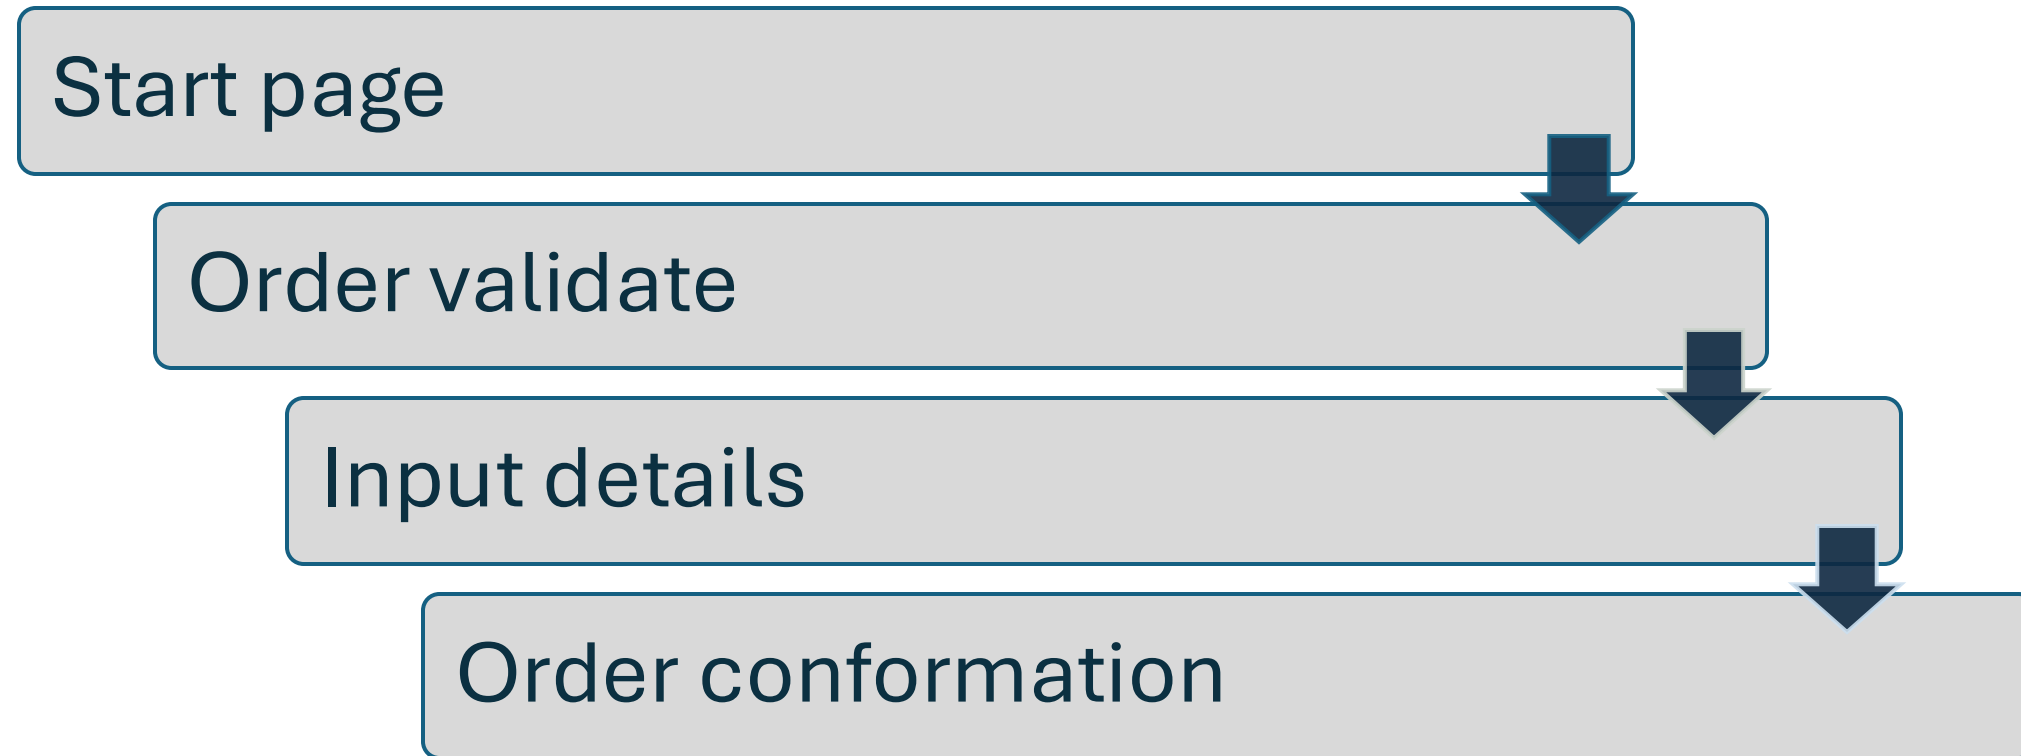 Start page
Order validate
Input details
Order conformation